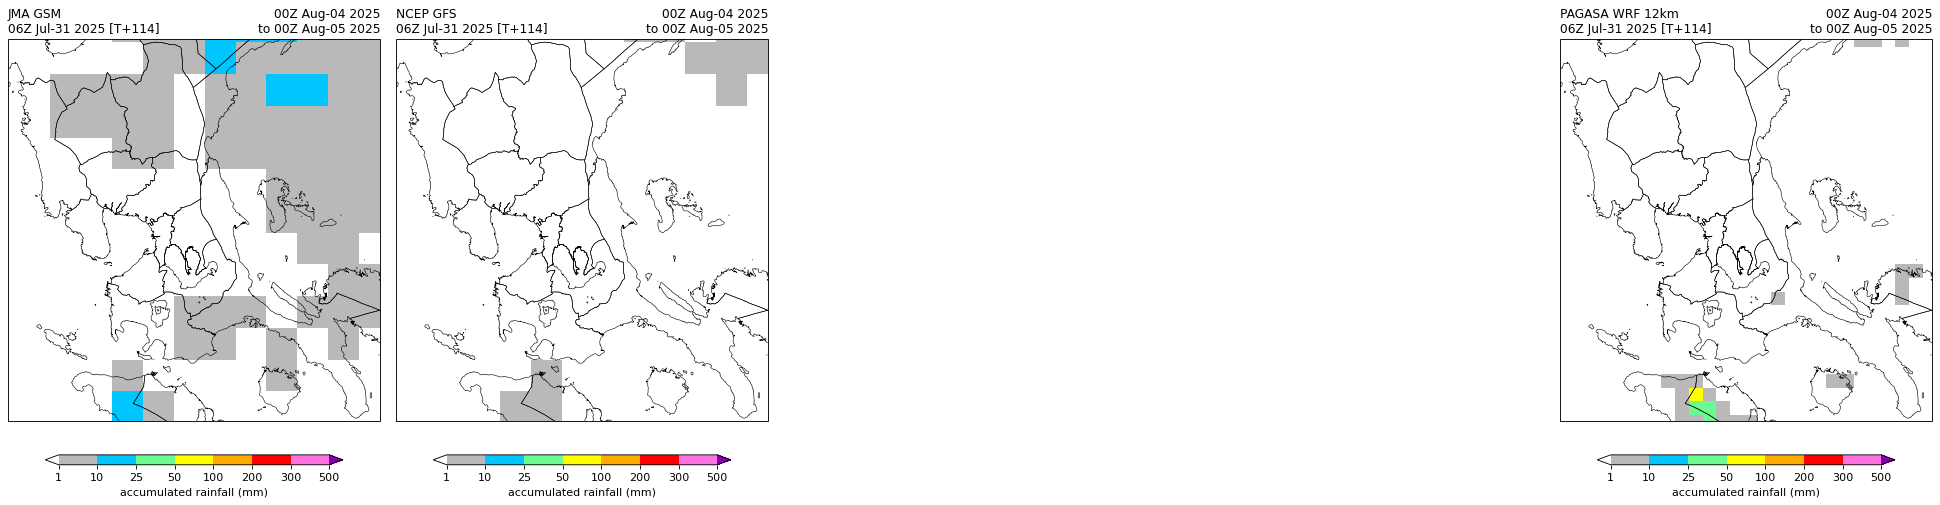 JMA GSM 00Z Aug-04 2025
06Z Jul-31 2025 [T+114] to 00Z Aug-05 2025
1 10 25 50 100 200 300 500
accumulated rainfall (mm)
NCEP GFS 00Z Aug-04 2025
06Z Jul-31 2025 [T+114] to 00Z Aug-05 2025
1 10 25 50 100 200 300 500
accumulated rainfall (mm)
PAGASA WRF 12km 00Z Aug-04 2025
06Z Jul-31 2025 [T+114] to 00Z Aug-05 2025
1 10 25 50 100 200 300 500
accumulated rainfall (mm)